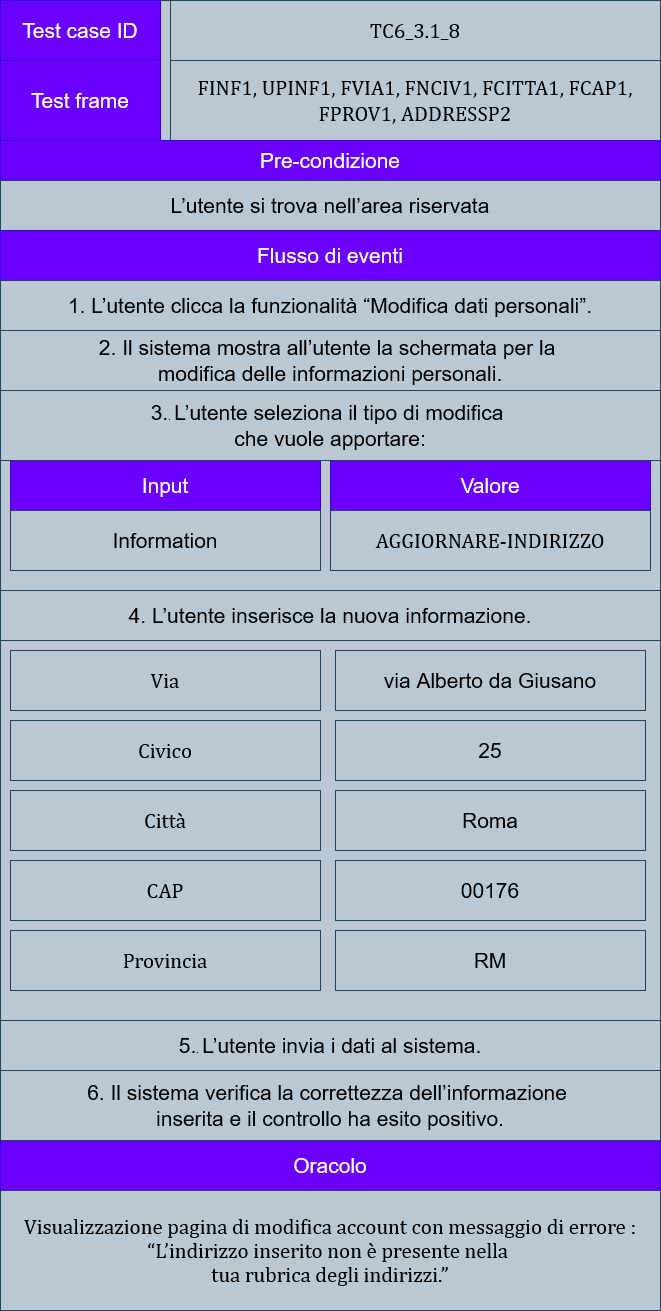 Test case ID
TC6_3.1_8
Test frame
FINF1, UPINF1, FVIA1, FNCIV1, FCITTA1, FCAP1,
FPROV1, ADDRESSP2
Pre-condizione
L’utente si trova nell’area riservata
Flusso di eventi
1. L’utente clicca la funzionalità “Modifica dati personali”.
2. Il sistema mostra all’utente la schermata per la
modifica delle informazioni personali.
3.. L’utente seleziona il tipo di modifica
che vuole apportare:
Input
Valore
Information
AGGIORNARE-INDIRIZZO
4. L’utente inserisce la nuova informazione.
Via
via Alberto da Giusano
Civico
25
Città
Roma
CAP
00176
Provincia
RM
5.. L’utente invia i dati al sistema.
6. Il sistema verifica la correttezza dell’informazione
inserita e il controllo ha esito positivo.
Oracolo
Visualizzazione pagina di modifica account con messaggio di errore :
“L’indirizzo inserito non è presente nella
tua rubrica degli indirizzi.”